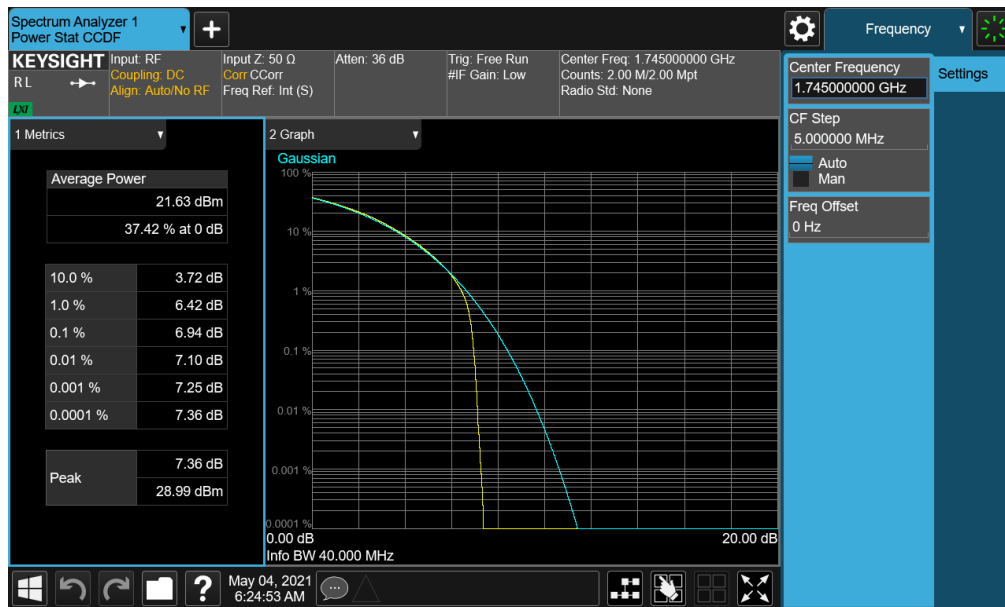 Spectrum Analyzer 1
Power Stat CCDF
+
Frequency
KEYSIGHT
RL
LXI
Input: RF
Coupling: DC
Align: Auto/No RF
Input Z: 50 Ω
Corr CCorr
Freq Ref: Int (S)
Atten: 36 dB
Trig: Free Run
#IF Gain: Low
Center Freq: 1.745000000 GHz
Counts: 2.00 M/2.00 Mpt
Radio Std: None
Center Frequency
1.745000000 GHz
Settings
CF Step
5.000000 MHz
Auto
Man
Freq Offset
0 Hz
1 Metrics
Average Power
21.63 dBm
37.42 % at 0 dB
10.0 % 3.72 dB
1.0 % 6.42 dB
0.1 % 6.94 dB
0.01 % 7.10 dB
0.001 % 7.25 dB
0.0001 % 7.36 dB
Peak
7.36 dB
28.99 dBm
2 Graph
Gaussian
100 %
10 %
1 %
0.1 %
0.01 %
0.001 %
0.0001 %
0.00 dB 20.00 dB
Info BW 40.000 MHz
?
May 04, 2021
6:24:53 AM